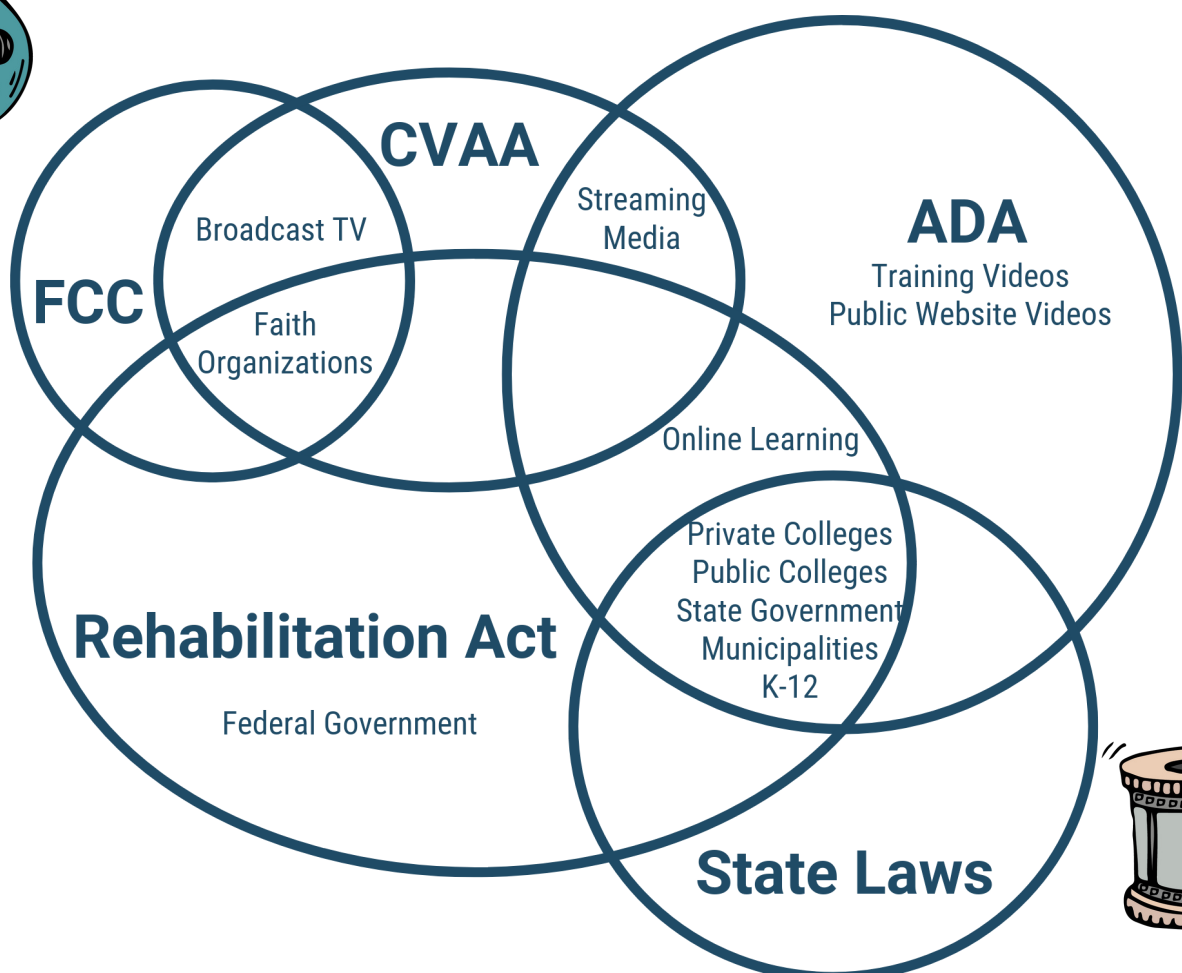 CVAA
Streaming
Media
ADA
Training Videos
Public Website Videos
Broadcast TV
FCC
Faith
Organizations
Online Learning
Private Colleges
Public Colleges
State Government
Municipalities
K-12
Rehabilitation Act
Federal Government
State Laws